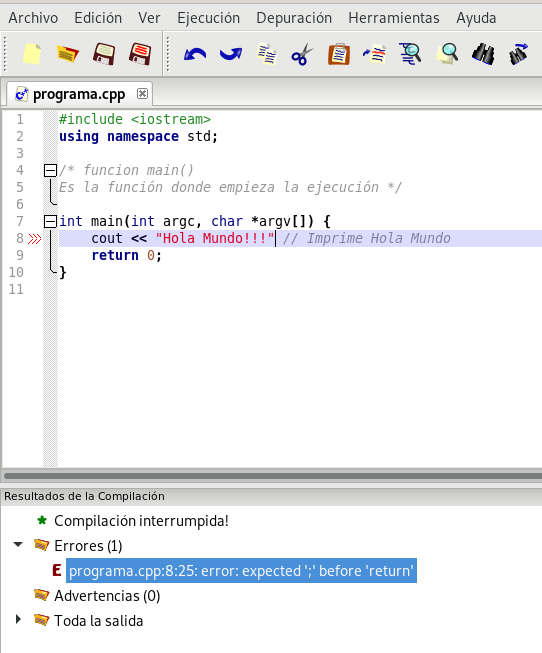 Archivo Edición Ver Ejecución Depuración Herramientas Ayuda
programa.cpp
1 #include <iostream>
2 using namespace std;
3
4 /* funcion main()
5 Es la función donde empieza la ejecución */
6
7 int main(int argc, char *argv[]) {
8 cout << "Hola Mundo!!!" // Imprime Hola Mundo
9 return 0;
10 }
11
Resultados de la Compilación
Compilación interrumpida!
Errores (1)
E programa.cpp:8:25: error: expected ';' before 'return'
Advertencias (0)
Toda la salida